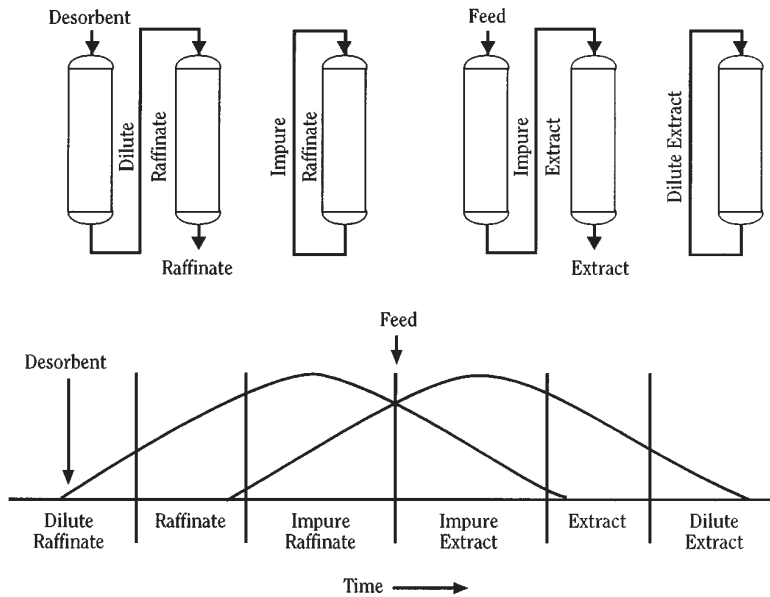 Desorbent
Feed
Dilute
Raffinate
Impure
Raffinate
Impure
Extract
Dilute Extract
Raffinate
Extract
Feed
Desorbent
Dilute
Raffinate
Raffinate
Impure
Raffinate
Impure
Extract
Extract
Dilute
Extract
Time